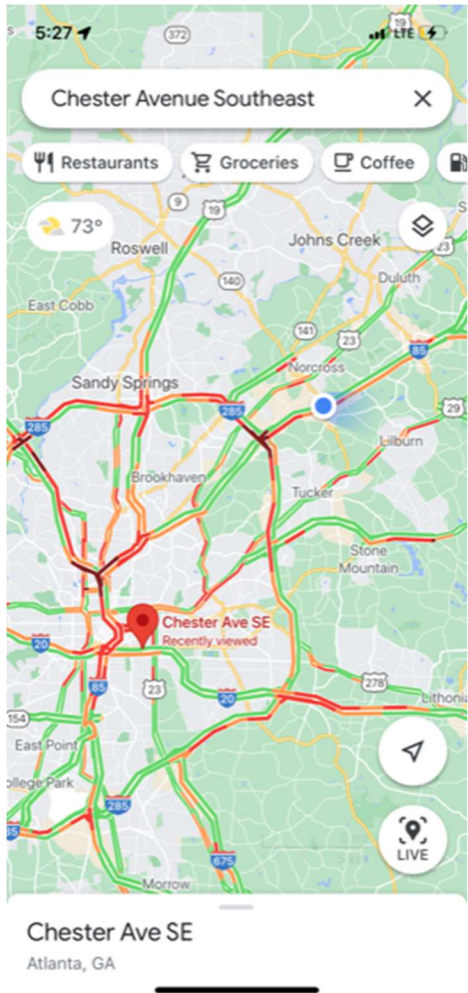 5:27
LTE
372
19
Chester Avenue Southeast
Restaurants
Groceries
Coffee
9
19
73°
Roswell
Johns Creek
23
Duluth
140
East Cobb
141
23
85
Norcross
Sandy Springs
285
285
29
Lilburn
Brookhaven
Tucker
Stone
Mountain
Chester Ave SE
Recently viewed
20
85
23
278
20
Lithonia
154
East Point
ollege Park
285
85
LIVE
675
Morrow
Chester Ave SE
Atlanta, GA